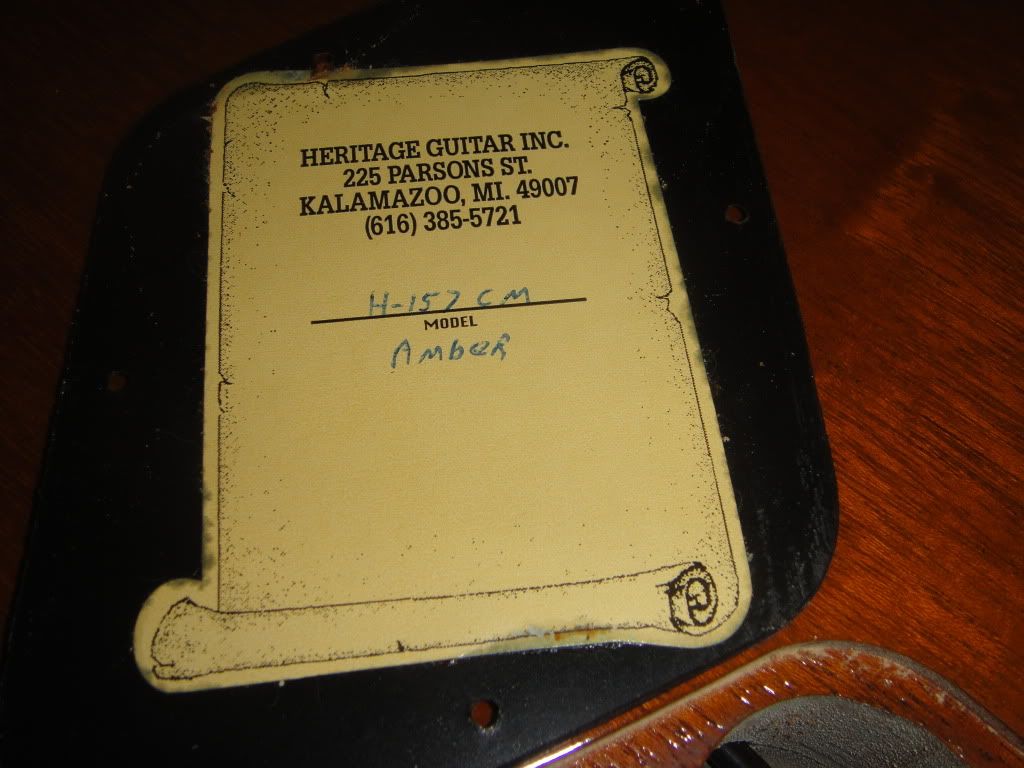 HERITAGE GUITAR INC.
225 PARSONS ST.
KALAMAZOO, MI. 49007
(616) 385-5721
H-157 CM
MODEL
AMbeR